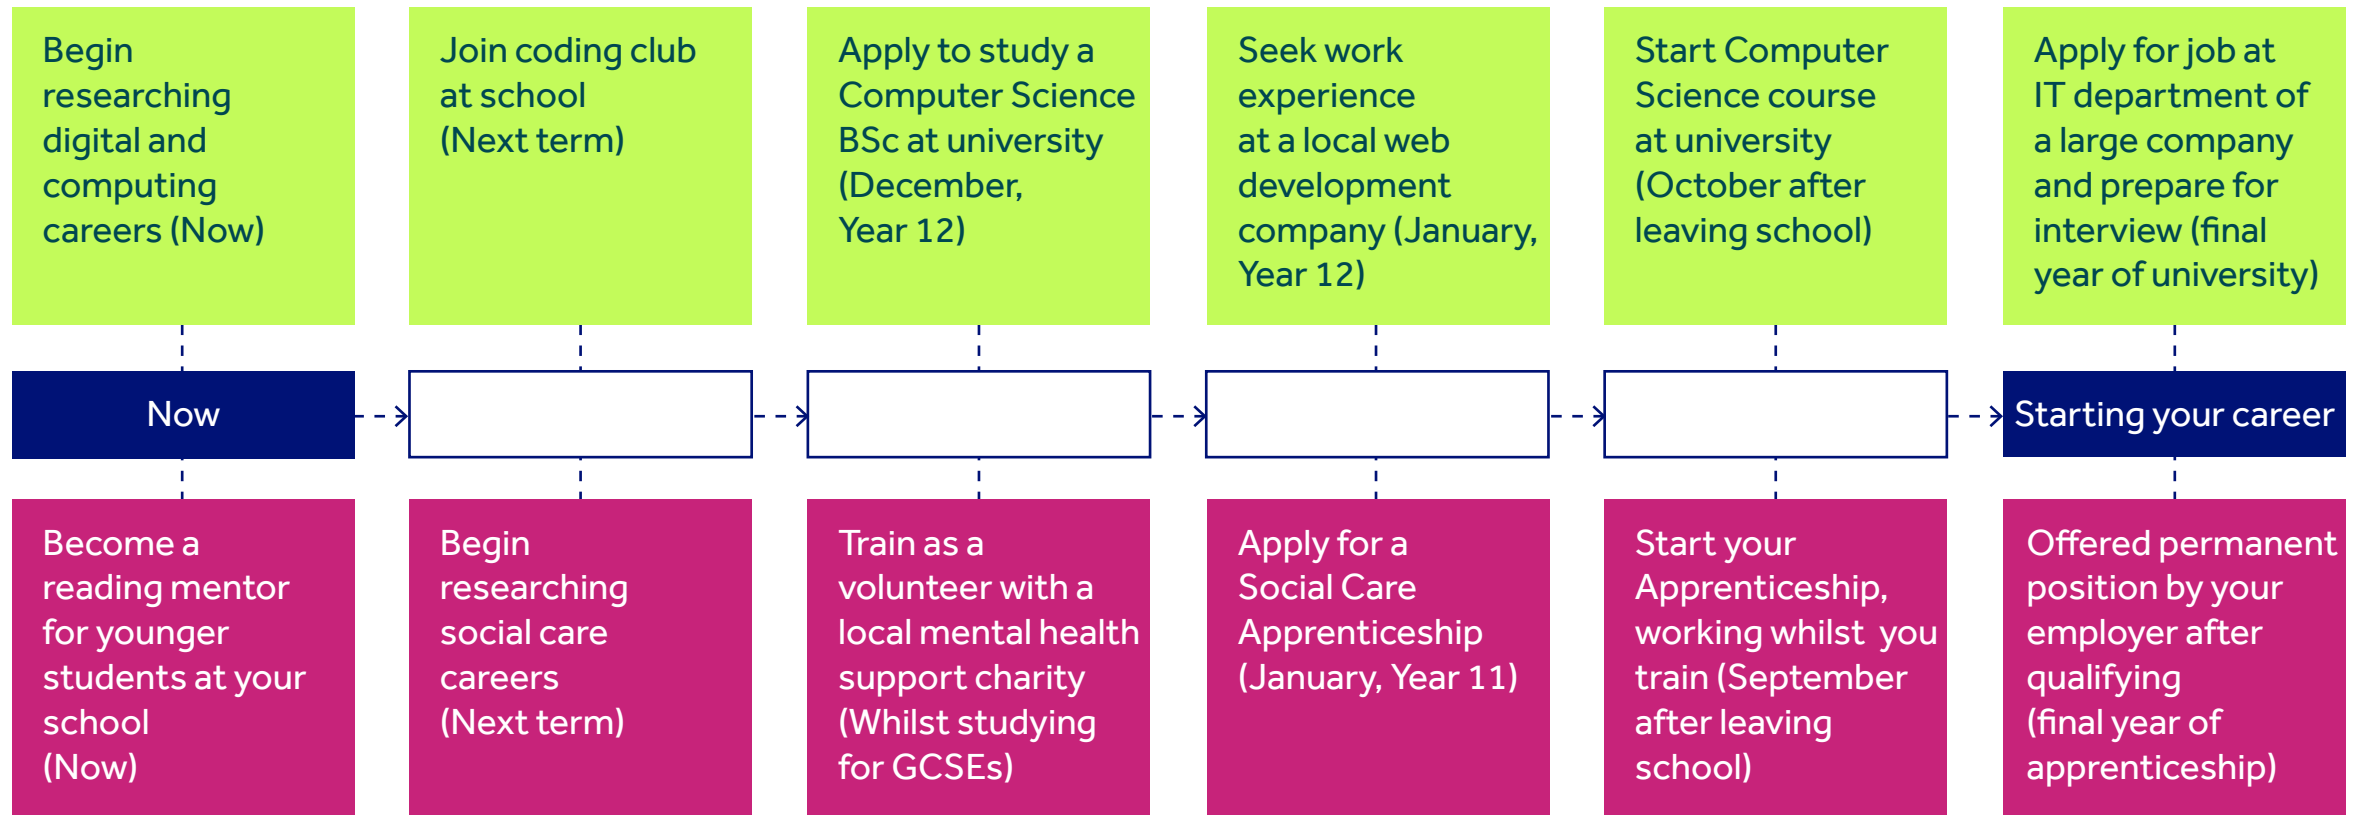 Begin
researching
digital and
computing
careers (Now)
Join coding club
at school
(Next term)
Apply to study a
Computer Science
BSc at university
(December,
Year 12)
Seek work
experience
at a local web
development
company (January,
Year 12)
Start Computer
Science course
at university
(October after
leaving school)
Apply for job at
IT department of
a large company
and prepare for
interview (final
year of university)
Now
Starting your career
Become a
reading mentor
for younger
students at your
school
(Now)
Begin
researching
social care
careers
(Next term)
Train as a
volunteer with a
local mental health
support charity
(Whilst studying
for GCSEs)
Apply for a
Social Care
Apprenticeship
(January, Year 11)
Start your
Apprenticeship,
working whilst you
train (September
after leaving
school)
Offered permanent
position by your
employer after
qualifying
(final year of
apprenticeship)